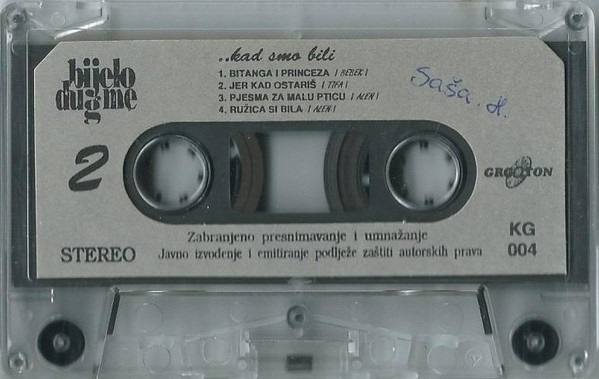 bijelo
dugme
..kad smo bili
1. BITANGA I PRINCEZA / BEBEK /
2. JER KAD OSTARIŠ / TIFA /
3. PJESMA ZA MALU PTICU / ALEN /
4. RUŽICA SI BILA / ALEN /
Saša. H.
2
GROOTON
STEREO
Zabranjeno presnimavanje i umnažanje
Javno izvođenje i emitiranje podlježe zaštiti autorskih prava
KG
004